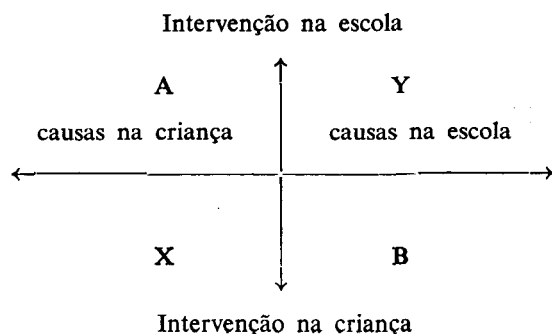 Intervenção na escola
A Y
causas na criança causas na escola
X B
Intervenção na criança